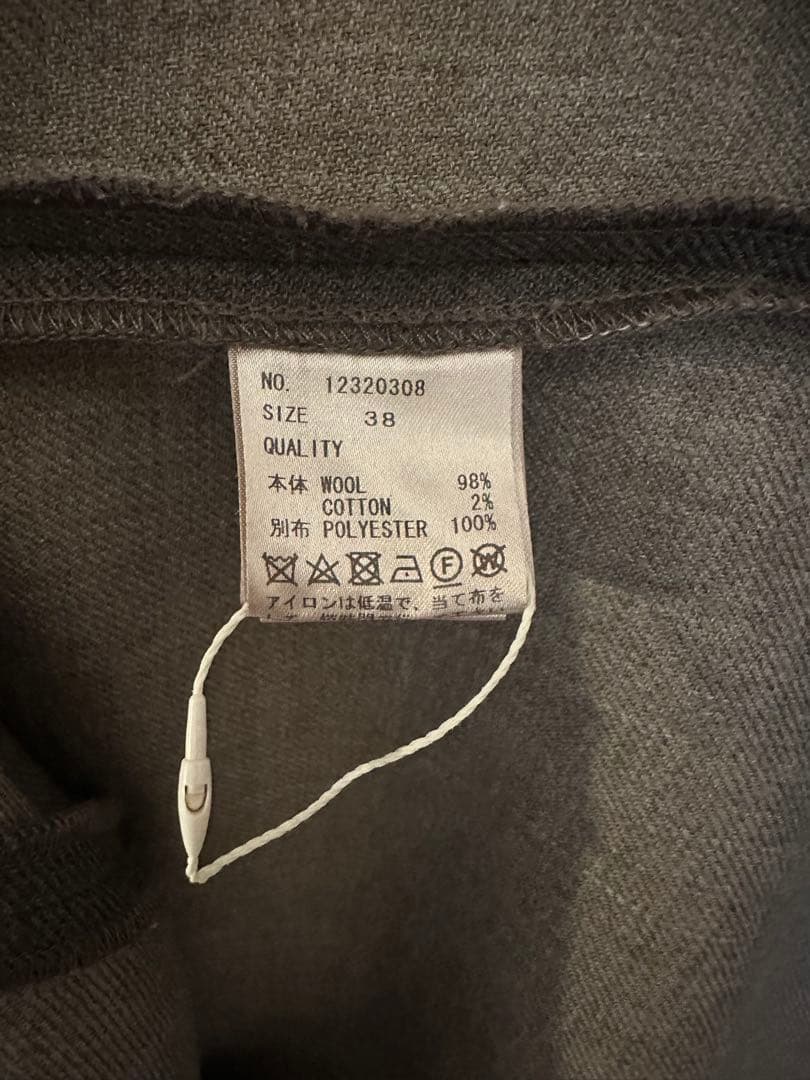 NO. 12320308
SIZE 38
QUALITY
本体 WOOL 98%
COTTON 2%
別布 POLYESTER 100%
F W
アイロンは低温で、当て布を